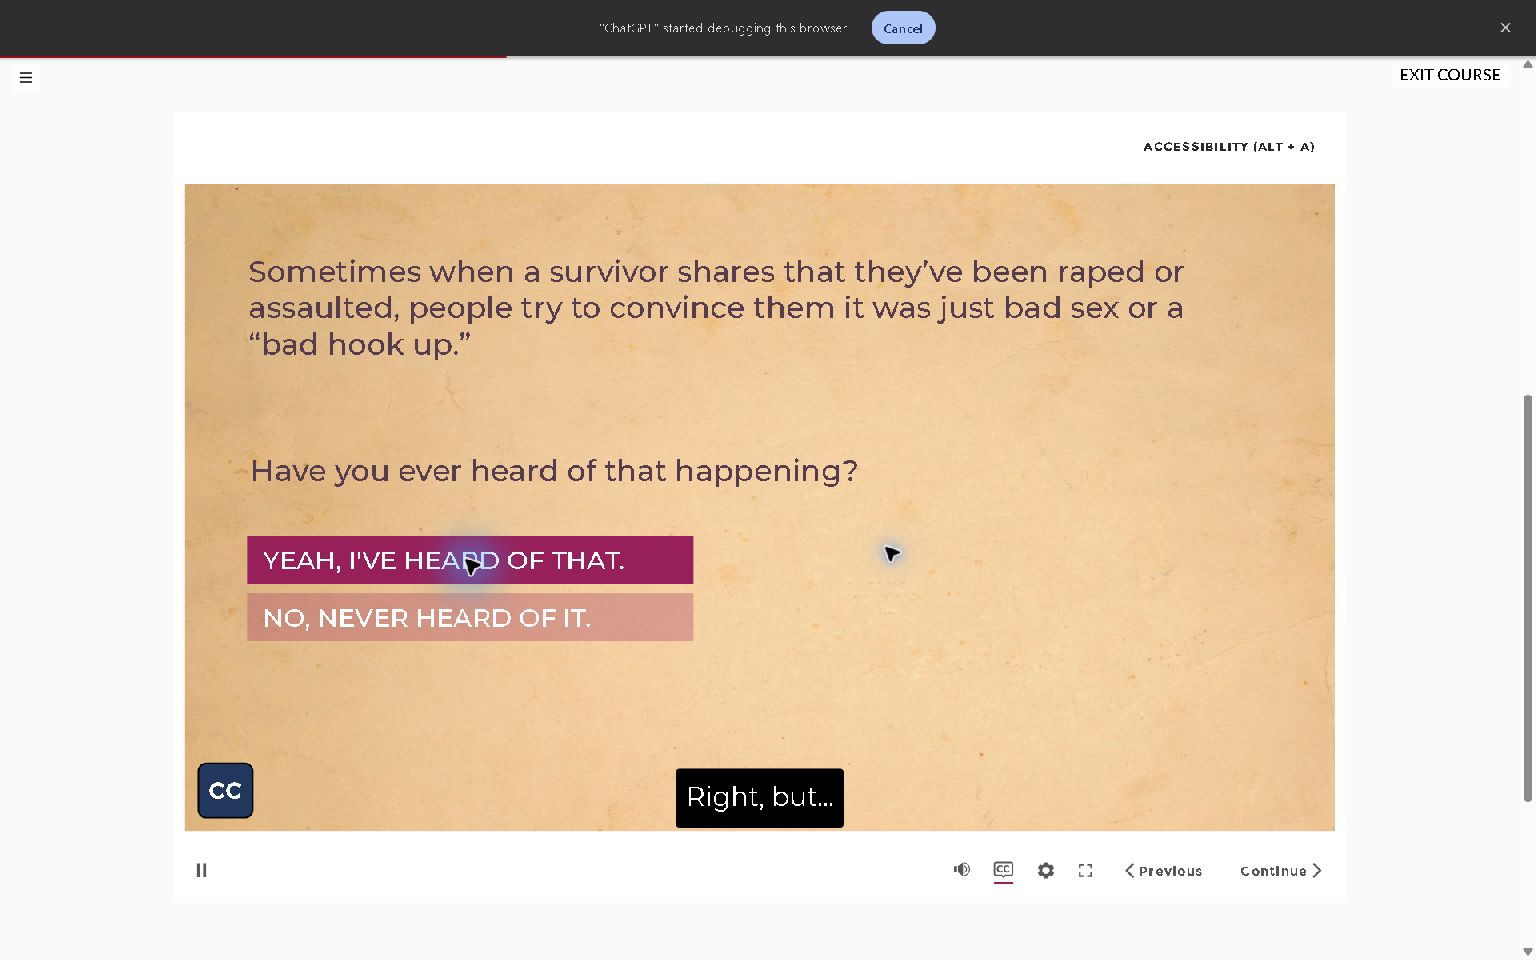 "ChatGPT" started debugging this browser
Cancel
EXIT COURSE
ACCESSIBILITY (ALT + A)
Sometimes when a survivor shares that they’ve been raped or
assaulted, people try to convince them it was just bad sex or a
“bad hook up.”
Have you ever heard of that happening?
YEAH, I'VE HEARD OF THAT.
NO, NEVER HEARD OF IT.
CC
Right, but...
CC
Previous
Continue